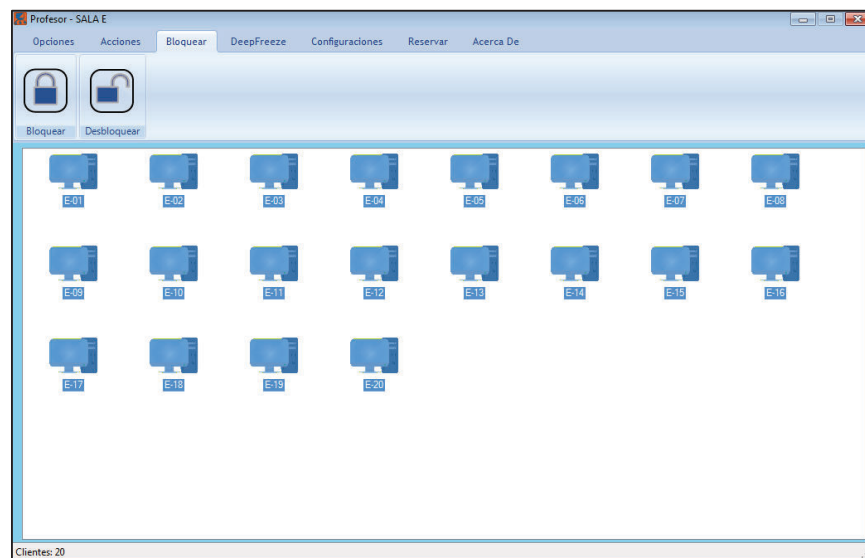 Profesor - SALA E
Opciones Acciones Bloquear DeepFreeze Configuraciones Reservar Acerca De
Bloquear Desbloquear
E-01 E-02 E-03 E-04 E-05 E-06 E-07 E-08
E-09 E-10 E-11 E-12 E-13 E-14 E-15 E-16
E-17 E-18 E-19 E-20
Clientes: 20